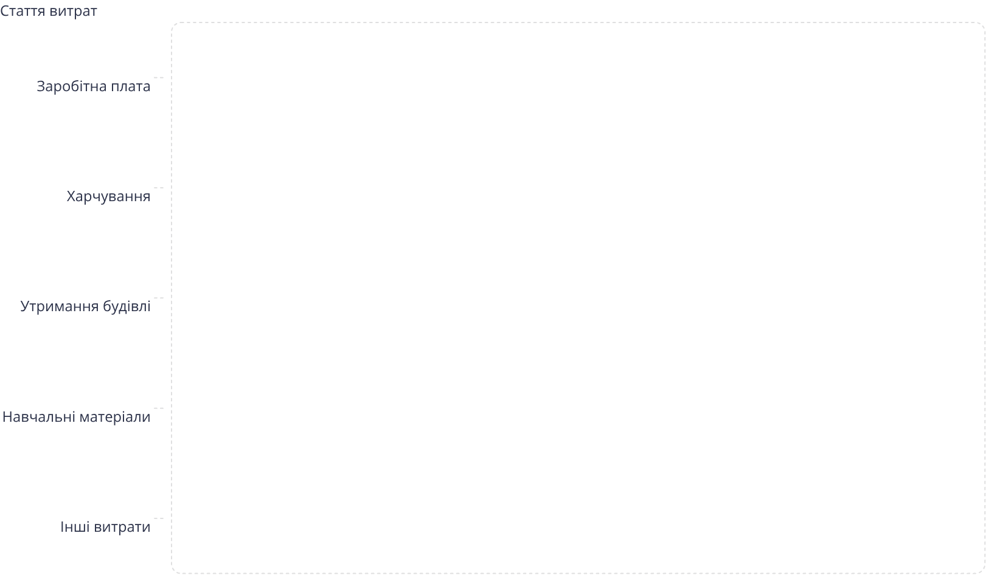 Стаття витрат
Заробітна плата
Харчування
Утримання будівлі
Навчальні матеріали
Інші витрати